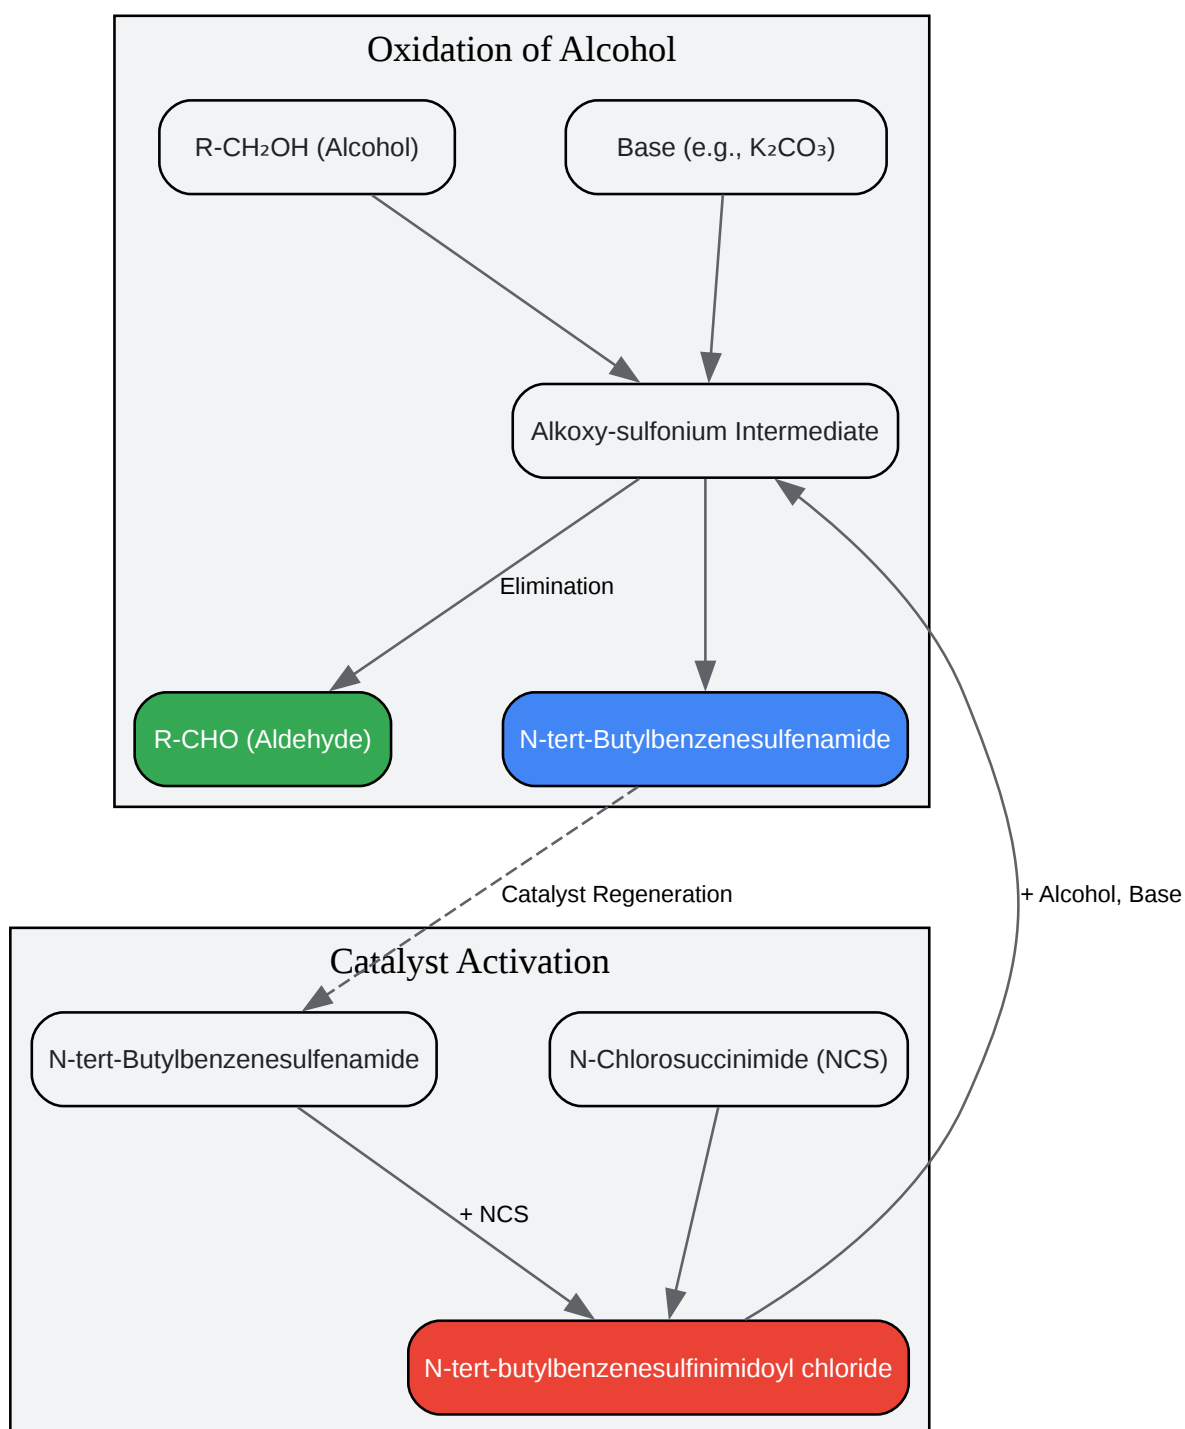 Oxidation of Alcohol
R-CH₂OH (Alcohol)
Base (e.g., K₂CO₃)
Alkoxy-sulfonium Intermediate
Elimination
R-CHO (Aldehyde)
N-tert-Butylbenzenesulfenamide
Catalyst Regeneration
+ Alcohol, Base
Catalyst Activation
N-tert-Butylbenzenesulfenamide
N-Chlorosuccinimide (NCS)
+ NCS
N-tert-butylbenzenesulfinimidoyl chloride